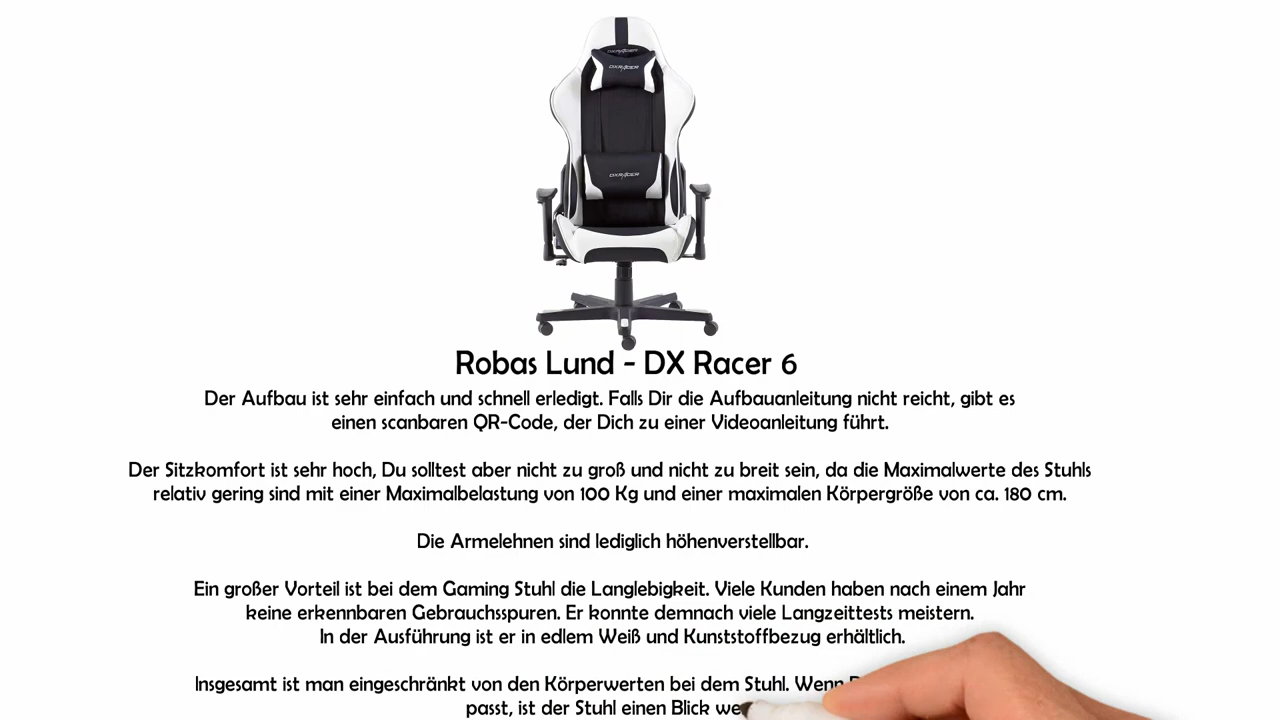 DXRACER
DXRACER
DXRACER
Robas Lund - DX Racer 6
Der Aufbau ist sehr einfach und schnell erledigt. Falls Dir die Aufbauanleitung nicht reicht, gibt es
einen scanbaren QR-Code, der Dich zu einer Videoanleitung führt.
Der Sitzkomfort ist sehr hoch, Du solltest aber nicht zu groß und nicht zu breit sein, da die Maximalwerte des Stuhls
relativ gering sind mit einer Maximalbelastung von 100 Kg und einer maximalen Körpergröße von ca. 180 cm.
Die Armelehnen sind lediglich höhenverstellbar.
Ein großer Vorteil ist bei dem Gaming Stuhl die Langlebigkeit. Viele Kunden haben nach einem Jahr
keine erkennbaren Gebrauchsspuren. Er konnte demnach viele Langzeittests meistern.
In der Ausführung ist er in edlem Weiß und Kunststoffbezug erhältlich.
Insgesamt ist man eingeschränkt von den Körperwerten bei dem Stuhl. Wenn
passt, ist der Stuhl einen Blick